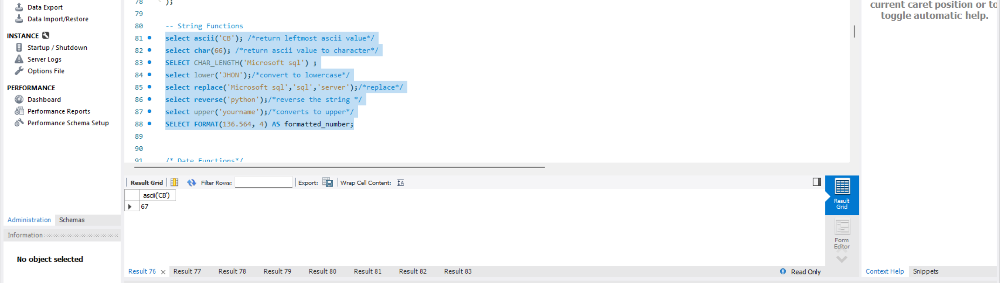 Data Export
Data Import/Restore
INSTANCE
Startup / Shutdown
Server Logs
Options File
PERFORMANCE
Dashboard
Performance Reports
Performance Schema Setup
Administration Schemas
Information
No object selected
78 );
79
80 -- String Functions
81 select ascii('CB'); /*return leftmost ascii value*/
82 select char(66); /*return ascii value to character*/
83 SELECT CHAR_LENGTH('Microsoft sql') ;
84 select lower('JHON');/*convert to lowercase*/
85 select replace('Microsoft sql','sql','server');/*replace*/
86 select reverse('python');/*reverse the string */
87 select upper('yourname');/*converts to upper*/
88 SELECT FORMAT(136.564, 4) AS formatted_number;
89
90
91 /* Date Functions*/
Result Grid Filter Rows: Export: Wrap Cell Content:
ascii('CB')
67
Result
Grid
Form
Editor
Result 76 Result 77 Result 78 Result 79 Result 80 Result 81 Result 82 Result 83 Read Only
current caret position or to
toggle automatic help.
Context Help Snippets